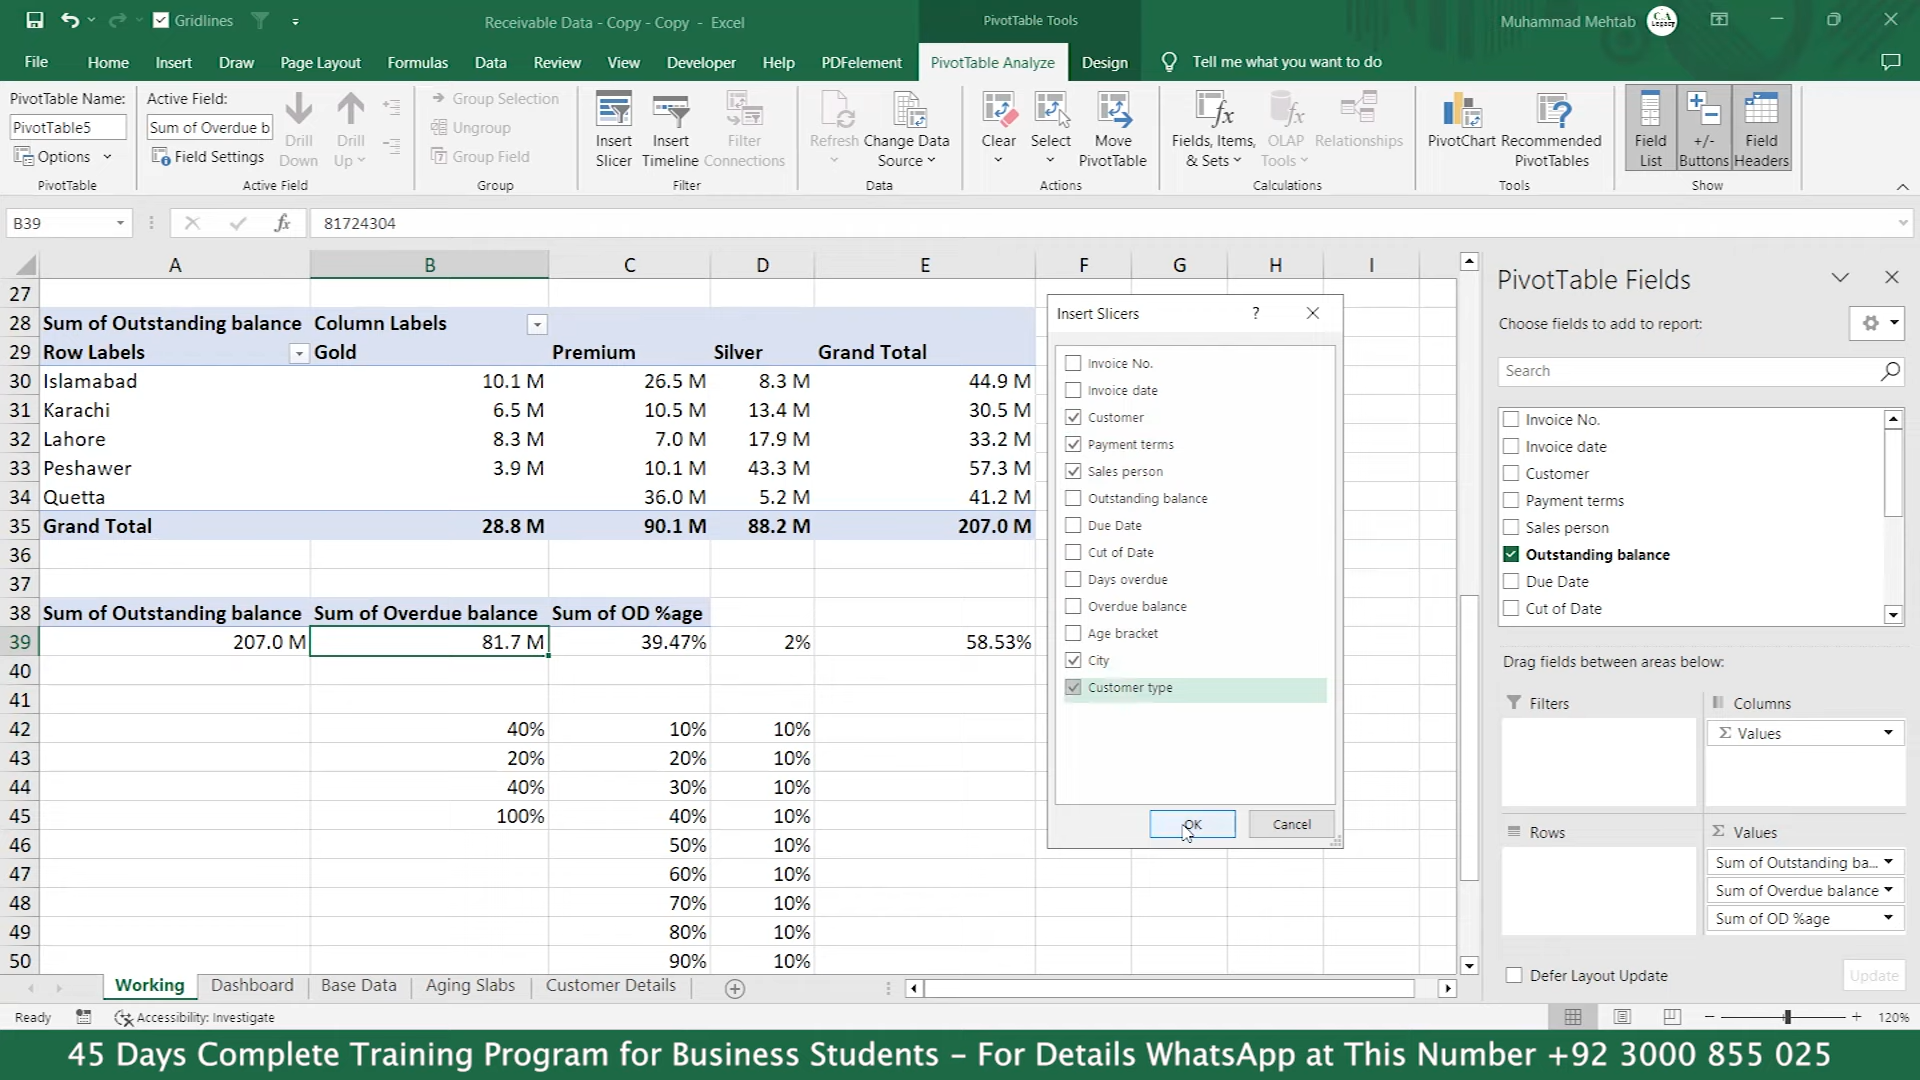 Gridlines
Receivable Data - Copy - Copy - Excel
PivotTable Tools
Muhammad Mehtab
File Home Insert Draw Page Layout Formulas Data Review View Developer Help PDFelement PivotTable Analyze Design Tell me what you want to do
PivotTable Name:
PivotTable5
Options
PivotTable
Active Field:
Sum of Overdue b
Field Settings
Drill Down
Drill Up
Active Field
Group Selection
Ungroup
Group Field
Group
Insert Slicer
Insert Timeline
Filter Connections
Filter
Refresh
Change Data Source
Data
Clear
Select
Move PivotTable
Actions
Fields, Items, & Sets
OLAP Tools
Relationships
Calculations
PivotChart
Recommended PivotTables
Tools
Field List
+/- Buttons
Field Headers
Show
B39
fx
81724304
A B C D E F G H I
27
28 Sum of Outstanding balance Column Labels
29 Row Labels Gold Premium Silver Grand Total
30 Islamabad 10.1 M 26.5 M 8.3 M 44.9 M
31 Karachi 6.5 M 10.5 M 13.4 M 30.5 M
32 Lahore 8.3 M 7.0 M 17.9 M 33.2 M
33 Peshawer 3.9 M 10.1 M 43.3 M 57.3 M
34 Quetta 36.0 M 5.2 M 41.2 M
35 Grand Total 28.8 M 90.1 M 88.2 M 207.0 M
36
37
38 Sum of Outstanding balance Sum of Overdue balance Sum of OD %age
39 207.0 M 81.7 M 39.47% 2% 58.53%
40
41
42 40% 10% 10%
43 20% 20% 10%
44 40% 30% 10%
45 100% 40% 10%
46 50% 10%
47 60% 10%
48 70% 10%
49 80% 10%
50 90% 10%
Insert Slicers ?
Invoice No.
Invoice date
Customer
Payment terms
Sales person
Outstanding balance
Due Date
Cut of Date
Days overdue
Overdue balance
Age bracket
City
Customer type
OK Cancel
PivotTable Fields
Choose fields to add to report:
Search
Invoice No.
Invoice date
Customer
Payment terms
Sales person
Outstanding balance
Due Date
Cut of Date
Drag fields between areas below:
Filters
Columns
Σ Values
Rows
Σ Values
Sum of Outstanding ba...
Sum of Overdue balance
Sum of OD %age
Defer Layout Update Update
Working Dashboard Base Data Aging Slabs Customer Details
Ready Accessibility: Investigate 120%
45 Days Complete Training Program for Business Students – For Details WhatsApp at This Number +92 3000 855 025